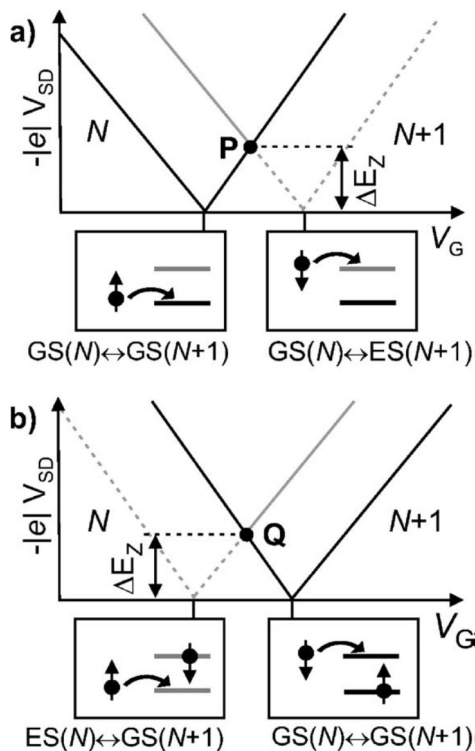 a)
-|e| V_SD
N
P
N+1
ΔE_Z
V_G
GS(N)↔GS(N+1)
GS(N)↔ES(N+1)
b)
-|e| V_SD
N
Q
N+1
ΔE_Z
V_G
ES(N)↔GS(N+1)
GS(N)↔GS(N+1)